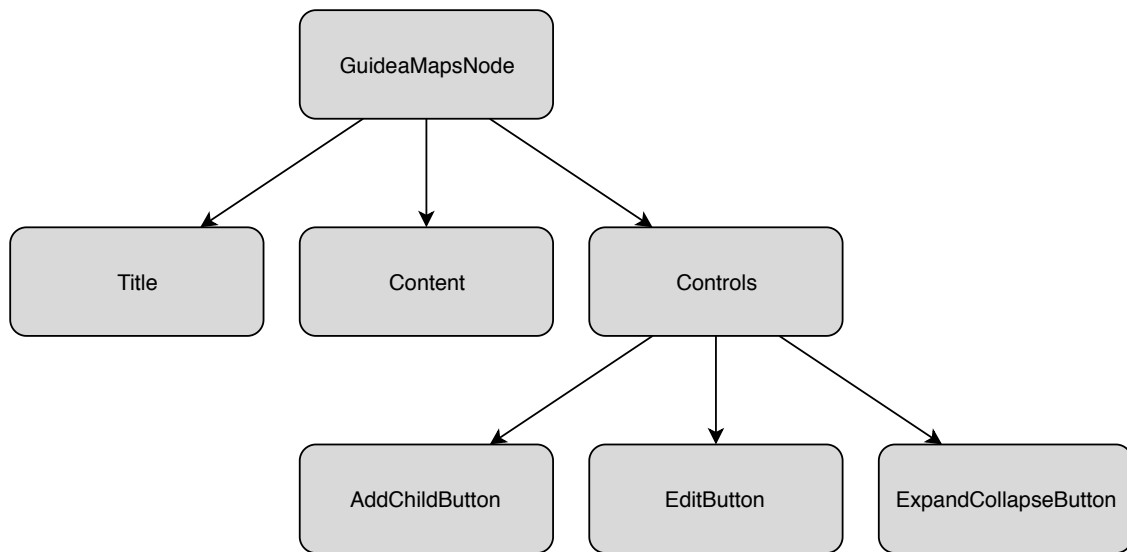 GuideaMapsNode
Title
Content
Controls
AddChildButton
EditButton
ExpandCollapseButton